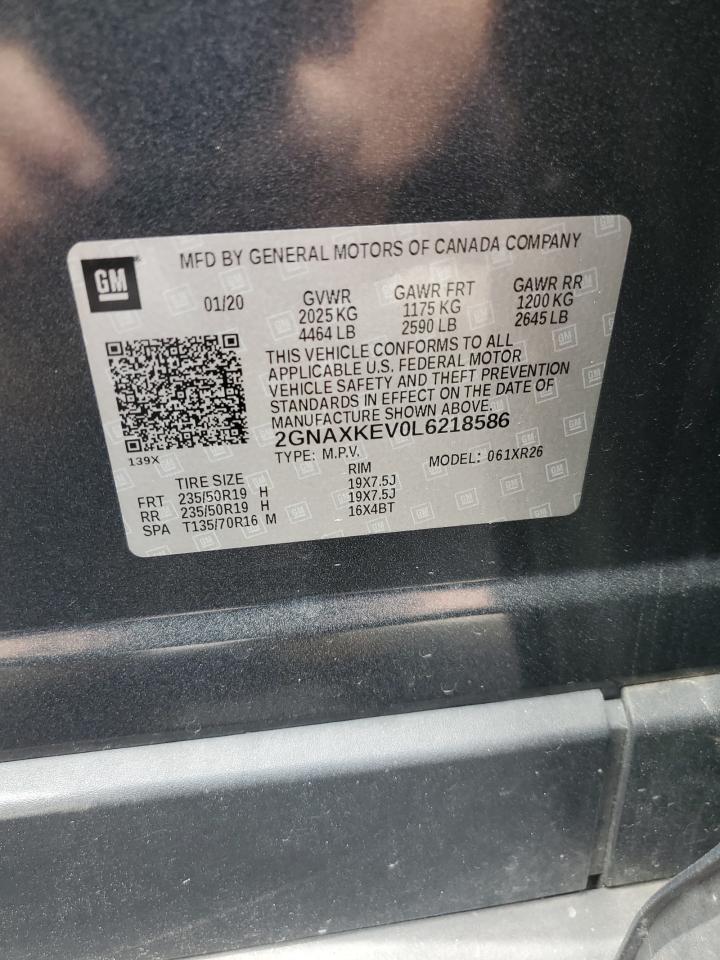 GM
MFD BY GENERAL MOTORS OF CANADA COMPANY
01/20 GVWR GAWR FRT GAWR RR
2025 KG 1175 KG 1200 KG
4464 LB 2590 LB 2645 LB
THIS VEHICLE CONFORMS TO ALL
APPLICABLE U.S. FEDERAL MOTOR
VEHICLE SAFETY AND THEFT PREVENTION
STANDARDS IN EFFECT ON THE DATE OF
MANUFACTURE SHOWN ABOVE.
2GNAXKEV0L6218586
139X TYPE: M.P.V. MODEL: 061XR26
TIRE SIZE RIM
FRT 235/50R19 H 19X7.5J
RR 235/50R19 H 19X7.5J
SPA T135/70R16 M 16X4BT